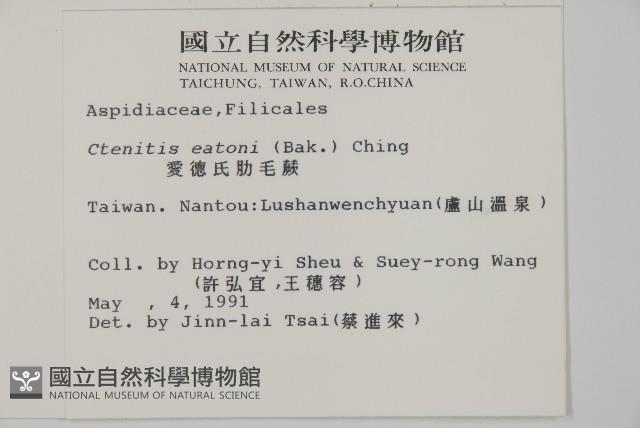 國立自然科學博物館
NATIONAL MUSEUM OF NATURAL SCIENCE
TAICHUNG, TAIWAN, R.O.CHINA
Aspidiaceae,Filicales
Ctenitis eatoni (Bak.) Ching
愛德氏肋毛蕨
Taiwan. Nantou:Lushanwenchyuan(盧山溫泉)
Coll. by Horng-yi Sheu & Suey-rong Wang
(許弘宜,王穗容)
May , 4, 1991
Det. by Jinn-lai Tsai(蔡進來)
國立自然科學博物館
NATIONAL MUSEUM OF NATURAL SCIENCE